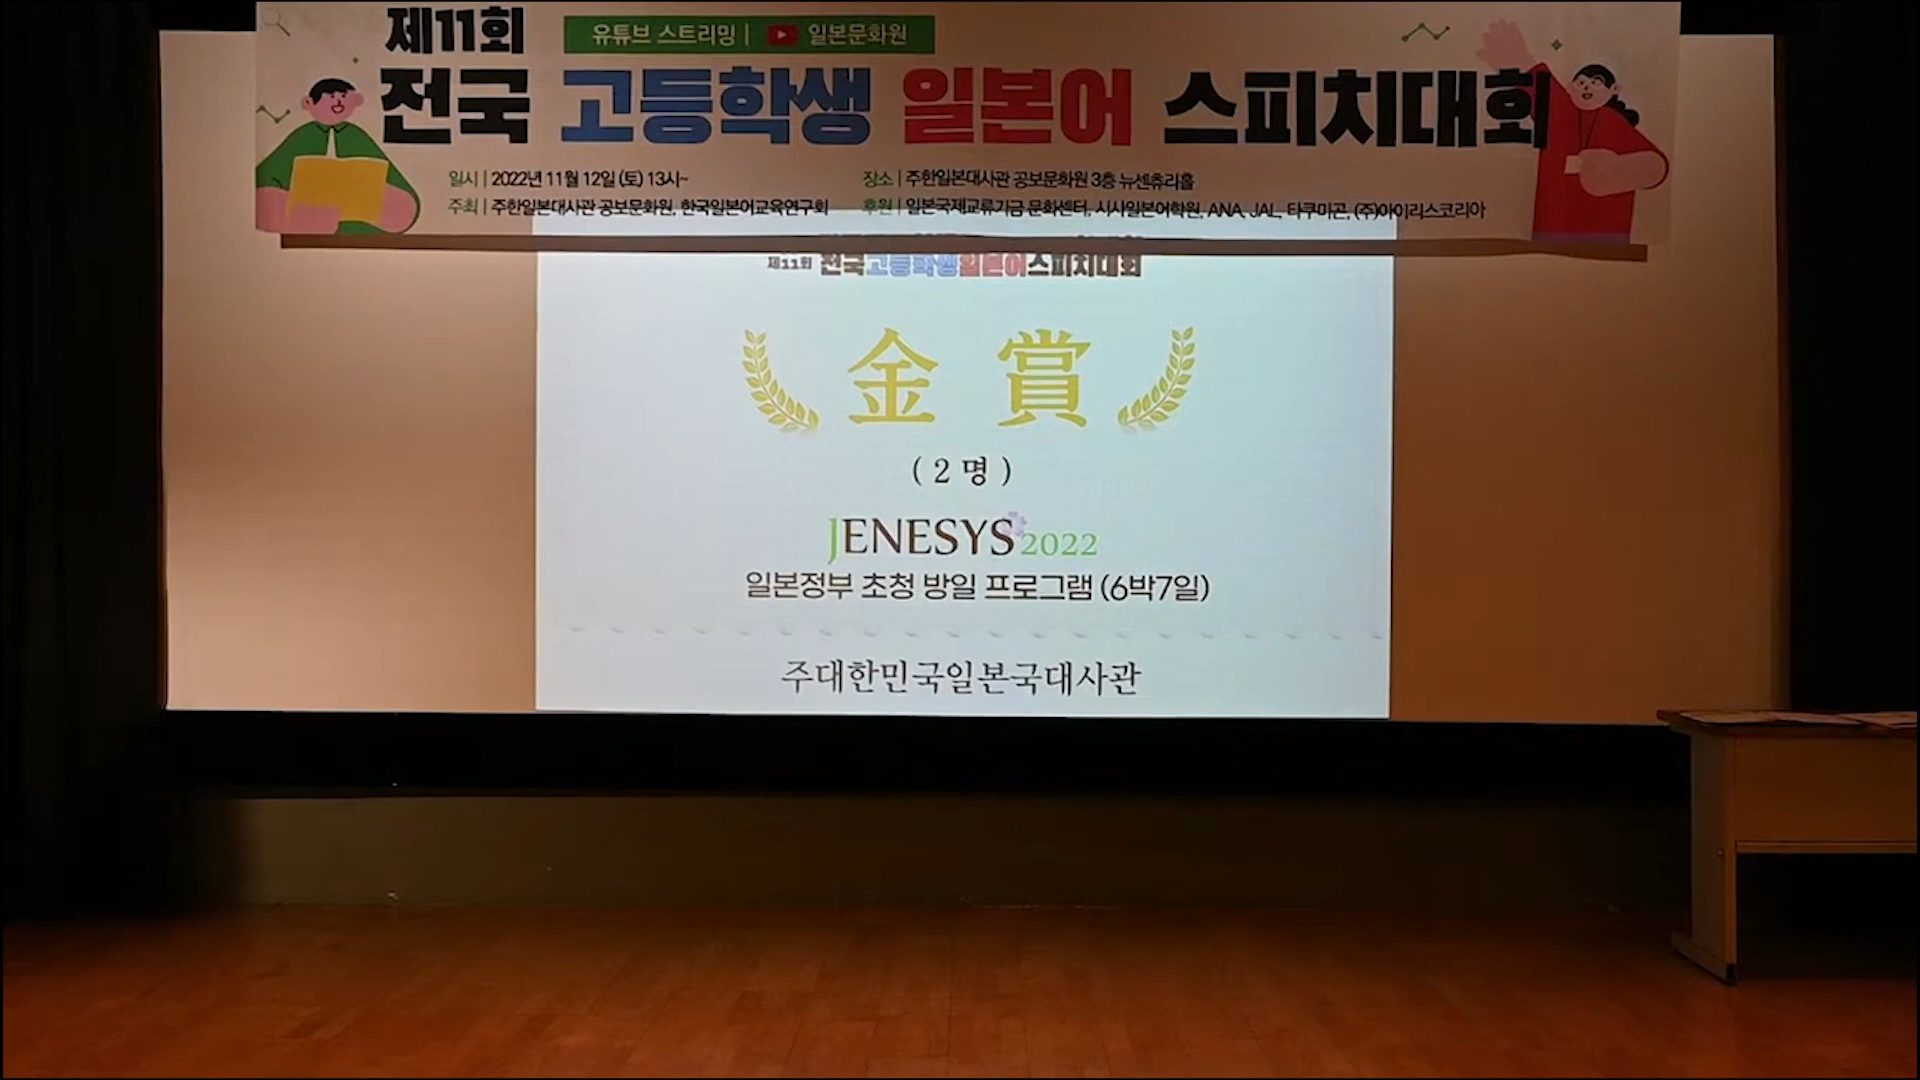 제11회
유튜브 스트리밍 | 일본문화원
전국 고등학생 일본어 스피치대회
일시 | 2022년 11월 12일 (토) 13시~
장소 | 주한일본대사관 공보문화원 3층 뉴센츄리홀
주최 | 주한일본대사관 공보문화원, 한국일본어교육연구회
후원 | 일본국제교류기금 문화센터, 시사일본어학원, ANA, JAL, 타쿠미곤, (주)아이리스코리아
제11회 전국고등학생일본어스피치대회
金賞
( 2 명 )
JENESYS 2022
일본정부 초청 방일 프로그램 (6박7일)
주대한민국일본국대사관